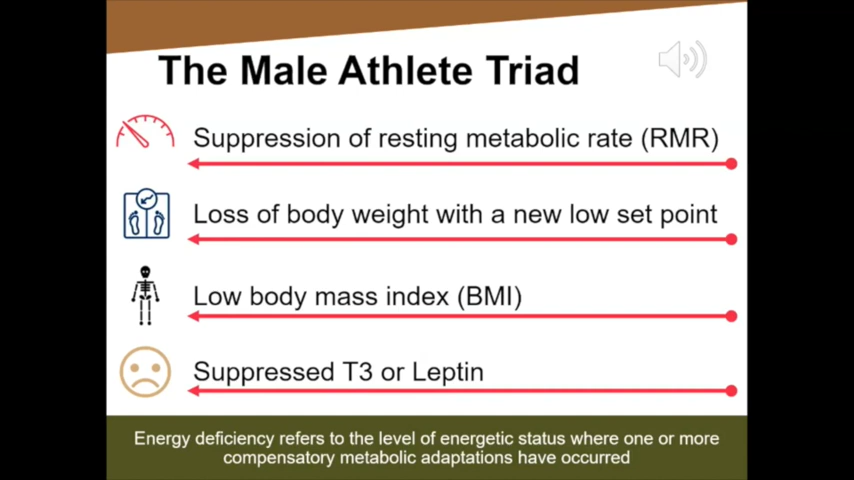 The Male Athlete Triad
Suppression of resting metabolic rate (RMR)
Loss of body weight with a new low set point
Low body mass index (BMI)
Suppressed T3 or Leptin
Energy deficiency refers to the level of energetic status where one or more
compensatory metabolic adaptations have occurred